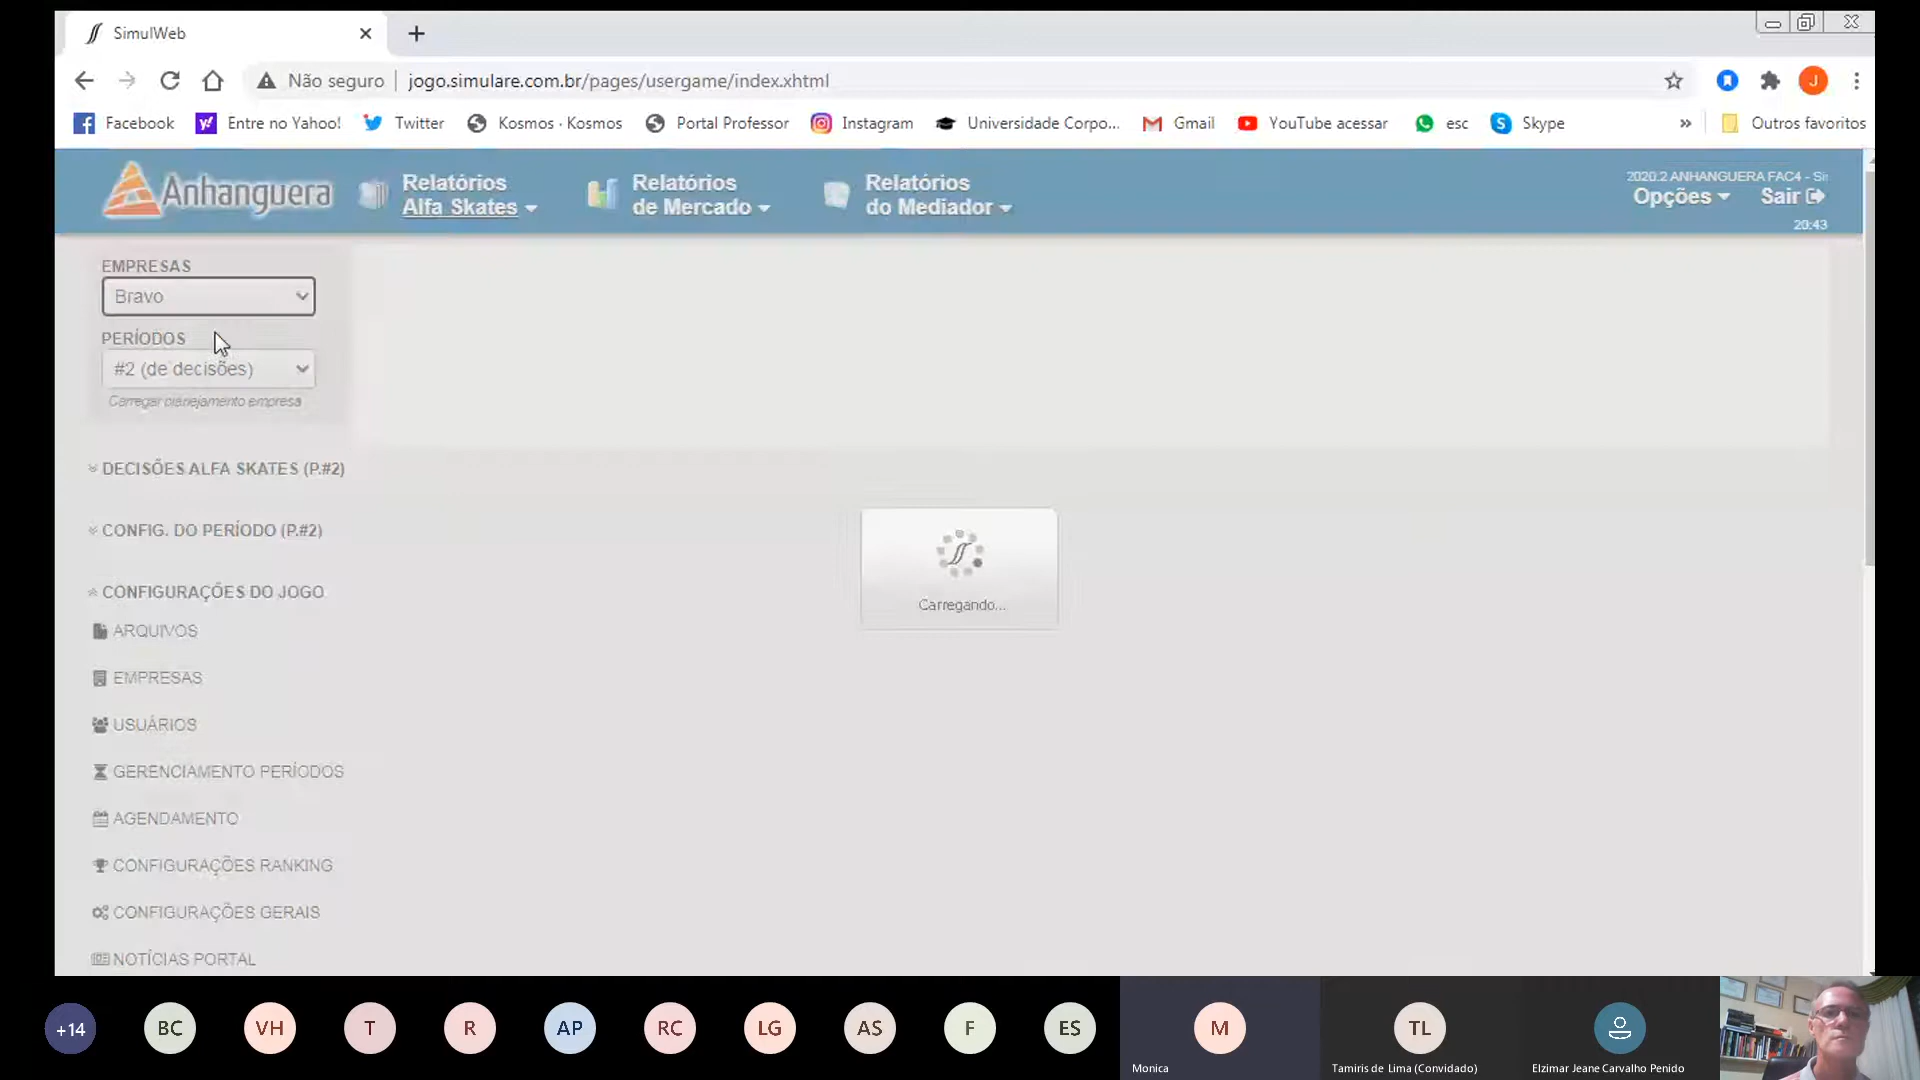 SimulWeb
Não seguro
jogo.simulare.com.br/pages/usergame/index.xhtml
J
Facebook
Entre no Yahoo!
Twitter
Kosmos · Kosmos
Portal Professor
Instagram
Universidade Corpo...
Gmail
YouTube acessar
esc
Skype
»
Outros favoritos
Anhanguera
Relatórios
Alfa Skates
Relatórios
de Mercado
Relatórios
do Mediador
2020.2 ANHANGUERA FAC4 - Si
Opções
Sair
20:43
EMPRESAS
Bravo
PERÍODOS
#2 (de decisões)
Carregar planejamento empresa
DECISÕES ALFA SKATES (P.#2)
CONFIG. DO PERÍODO (P.#2)
CONFIGURAÇÕES DO JOGO
ARQUIVOS
EMPRESAS
USUÁRIOS
GERENCIAMENTO PERÍODOS
AGENDAMENTO
CONFIGURAÇÕES RANKING
CONFIGURAÇÕES GERAIS
NOTÍCIAS PORTAL
Carregando...
+14
BC
VH
T
R
AP
RC
LG
AS
F
ES
M
Monica
TL
Tamiris de Lima (Convidado)
Elzimar Jeane Carvalho Penido